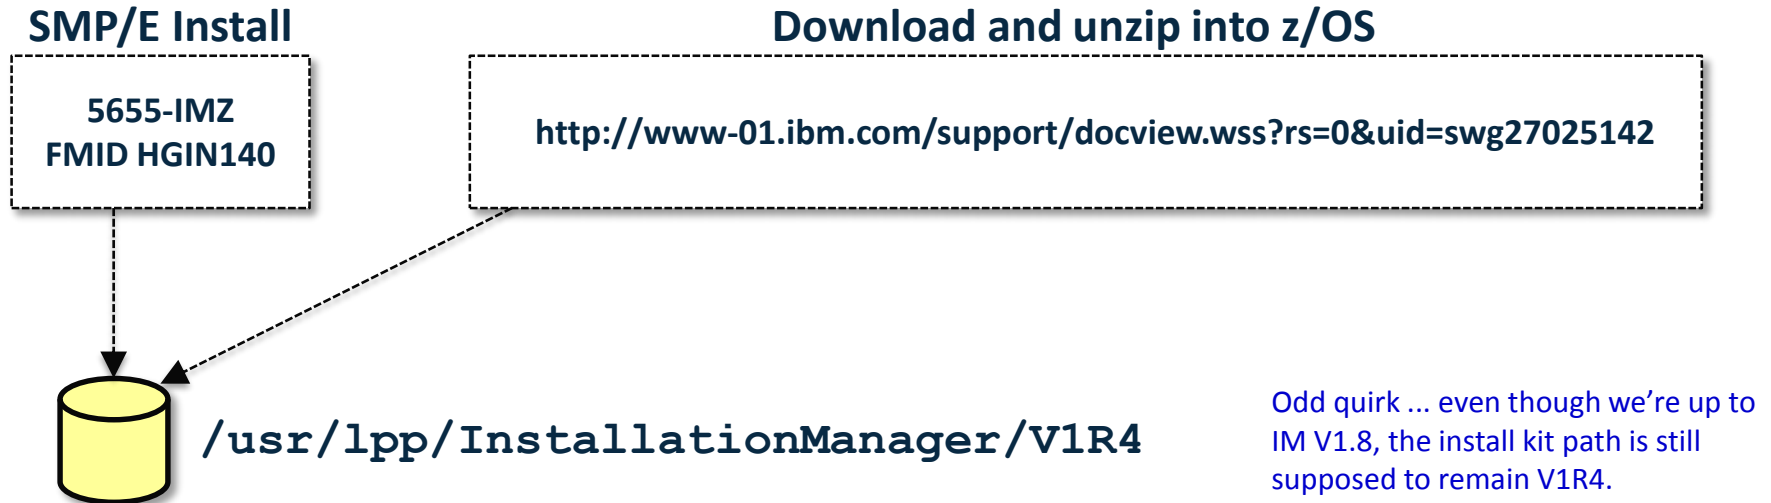 SMP/E Install
Download and unzip into z/OS
5655-IMZ
FMID HGIN140
http://www-01.ibm.com/support/docview.wss?rs=0&uid=swg27025142
/usr/lpp/InstallationManager/V1R4
Odd quirk ... even though we’re up to
IM V1.8, the install kit path is still
supposed to remain V1R4.